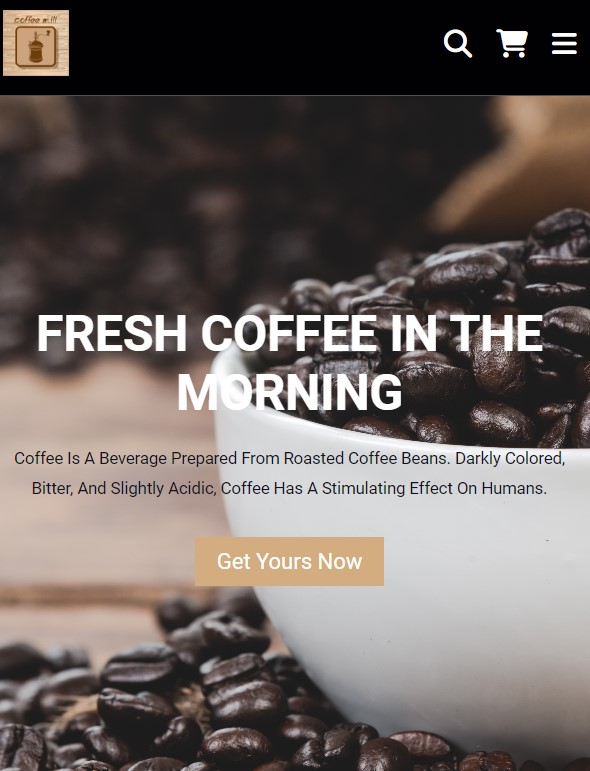 coffee mill
FRESH COFFEE IN THE
MORNING
Coffee Is A Beverage Prepared From Roasted Coffee Beans. Darkly Colored,
Bitter, And Slightly Acidic, Coffee Has A Stimulating Effect On Humans.
Get Yours Now